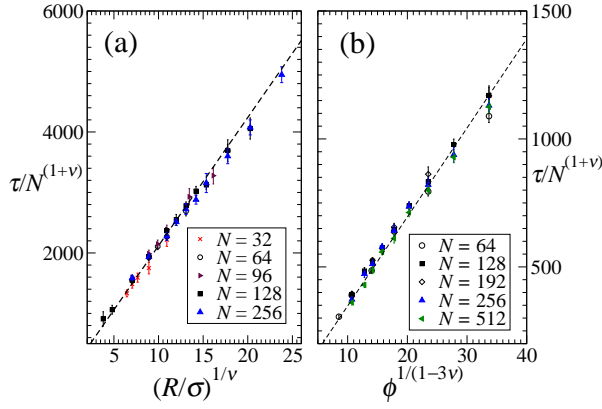 6000
4000
2000
τ/N^(1+ν)
(a)
N = 32
N = 64
N = 96
N = 128
N = 256
5 10 15 20 25
(R/σ)^1/ν
(b)
1500
1000
500
τ/N^(1+ν)
N = 64
N = 128
N = 192
N = 256
N = 512
10 20 30 40
ϕ^1/(1−3ν)